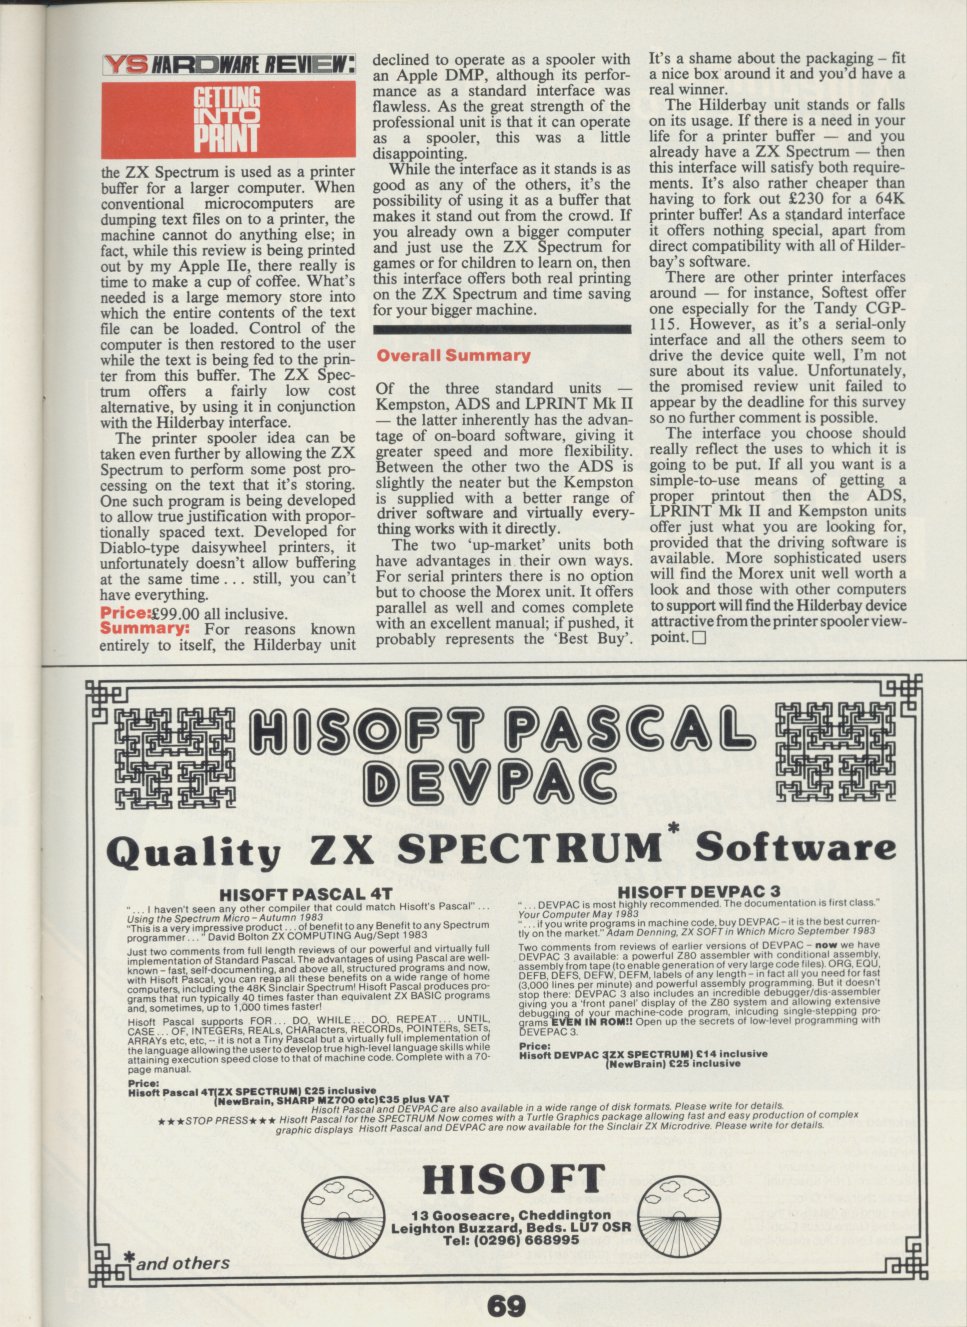 YS HARDWARE REVIEW:
GETTING
INTO
PRINT
the ZX Spectrum is used as a printer
buffer for a larger computer. When
conventional microcomputers are
dumping text files on to a printer, the
machine cannot do anything else; in
fact, while this review is being printed
out by my Apple IIe, there really is
time to make a cup of coffee. What's
needed is a large memory store into
which the entire contents of the text
file can be loaded. Control of the
computer is then restored to the user
while the text is being fed to the prin-
ter from this buffer. The ZX Spec-
trum offers a fairly low cost
alternative, by using it in conjunction
with the Hilderbay interface.
The printer spooler idea can be
taken even further by allowing the ZX
Spectrum to perform some post pro-
cessing on the text that it's storing.
One such program is being developed
to allow true justification with propor-
tionally spaced text. Developed for
Diablo-type daisywheel printers, it
unfortunately doesn't allow buffering
at the same time ... still, you can't
have everything.
Price:£99.00 all inclusive.
Summary: For reasons known
entirely to itself, the Hilderbay unit
declined to operate as a spooler with
an Apple DMP, although its perfor-
mance as a standard interface was
flawless. As the great strength of the
professional unit is that it can operate
as a spooler, this was a little
disappointing.
While the interface as it stands is as
good as any of the others, it's the
possibility of using it as a buffer that
makes it stand out from the crowd. If
you already own a bigger computer
and just use the ZX Spectrum for
games or for children to learn on, then
this interface offers both real printing
on the ZX Spectrum and time saving
for your bigger machine.
Overall Summary
Of the three standard units —
Kempston, ADS and LPRINT Mk II
— the latter inherently has the advan-
tage of on-board software, giving it
greater speed and more flexibility.
Between the other two the ADS is
slightly the neater but the Kempston
is supplied with a better range of
driver software and virtually every-
thing works with it directly.
The two 'up-market' units both
have advantages in their own ways.
For serial printers there is no option
but to choose the Morex unit. It offers
parallel as well and comes complete
with an excellent manual; if pushed, it
probably represents the 'Best Buy'.
It's a shame about the packaging – fit
a nice box around it and you'd have a
real winner.
The Hilderbay unit stands or falls
on its usage. If there is a need in your
life for a printer buffer — and you
already have a ZX Spectrum — then
this interface will satisfy both require-
ments. It's also rather cheaper than
having to fork out £230 for a 64K
printer buffer! As a standard interface
it offers nothing special, apart from
direct compatibility with all of Hilder-
bay's software.
There are other printer interfaces
around — for instance, Softest offer
one especially for the Tandy CGP-
115. However, as it's a serial-only
interface and all the others seem to
drive the device quite well, I'm not
sure about its value. Unfortunately,
the promised review unit failed to
appear by the deadline for this survey
so no further comment is possible.
The interface you choose should
really reflect the uses to which it is
going to be put. If all you want is a
simple-to-use means of getting a
proper printout then the ADS,
LPRINT Mk II and Kempston units
offer just what you are looking for,
provided that the driving software is
available. More sophisticated users
will find the Morex unit well worth a
look and those with other computers
to support will find the Hilderbay device
attractive from the printer spooler view-
point. □
HISOFT PASCAL
DEVPAC
Quality ZX SPECTRUM* Software
HISOFT PASCAL 4T
"... I haven't seen any other compiler that could match Hisoft's Pascal" ...
Using the Spectrum Micro – Autumn 1983
"This is a very impressive product ... of benefit to any Benefit to any Spectrum
programmer ..." David Bolton ZX COMPUTING Aug/Sept 1983
Just two comments from full length reviews of our powerful and virtually full
implementation of Standard Pascal. The advantages of using Pascal are well-
known – fast, self-documenting, and above all, structured programs and now,
with Hisoft Pascal, you can reap all these benefits on a wide range of home
computers, including the 48K Sinclair Spectrum! Hisoft Pascal produces pro-
grams that run typically 40 times faster than equivalent ZX BASIC programs
and, sometimes, up to 1,000 times faster!
Hisoft Pascal supports FOR... DO, WHILE... DO, REPEAT... UNTIL,
CASE ... OF, INTEGERs, REALs, CHARacters, RECORDs, POINTERs, SETs,
ARRAYs etc, etc, – it is not a Tiny Pascal but a virtually full implementation of
the language allowing the user to develop true high-level language skills while
attaining execution speed close to that of machine code. Complete with a 70-
page manual.
Price:
Hisoft Pascal 4T(ZX SPECTRUM) £25 inclusive
(NewBrain, SHARP MZ700 etc)£35 plus VAT
HISOFT DEVPAC 3
"... DEVPAC is most highly recommended. The documentation is first class."
Your Computer May 1983
"... if you write programs in machine code, buy DEVPAC – it is the best curren-
tly on the market." Adam Denning, ZX SOFT in Which Micro September 1983
Two comments from reviews of earlier versions of DEVPAC – now we have
DEVPAC 3 available: a powerful Z80 assembler with conditional assembly,
assembly from tape (to enable generation of very large code files). ORG, EQU,
DEFB, DEFS, DEFW, DEFM, labels of any length – in fact all you need for fast
(3,000 lines per minute) and powerful assembly programming. But it doesn't
stop there: DEVPAC 3 also includes an incredible debugger/dis-assembler
giving you a 'front panel' display of the Z80 system and allowing extensive
debugging of your machine-code program, inlcuding single-stepping pro-
grams EVEN IN ROM!! Open up the secrets of low-level programming with
DEVPAC 3.
Price:
Hisoft DEVPAC 3(ZX SPECTRUM) £14 inclusive
(NewBrain) £25 inclusive
Hisoft Pascal and DEVPAC are also available in a wide range of disk formats. Please write for details.
★★★STOP PRESS★★★ Hisoft Pascal for the SPECTRUM Now comes with a Turtle Graphics package allowing fast and easy production of complex
graphic displays Hisoft Pascal and DEVPAC are now available for the Sinclair ZX Microdrive. Please write for details.
HISOFT
13 Gooseacre, Cheddington
Leighton Buzzard, Beds. LU7 0SR
Tel: (0296) 668995
*and others
69